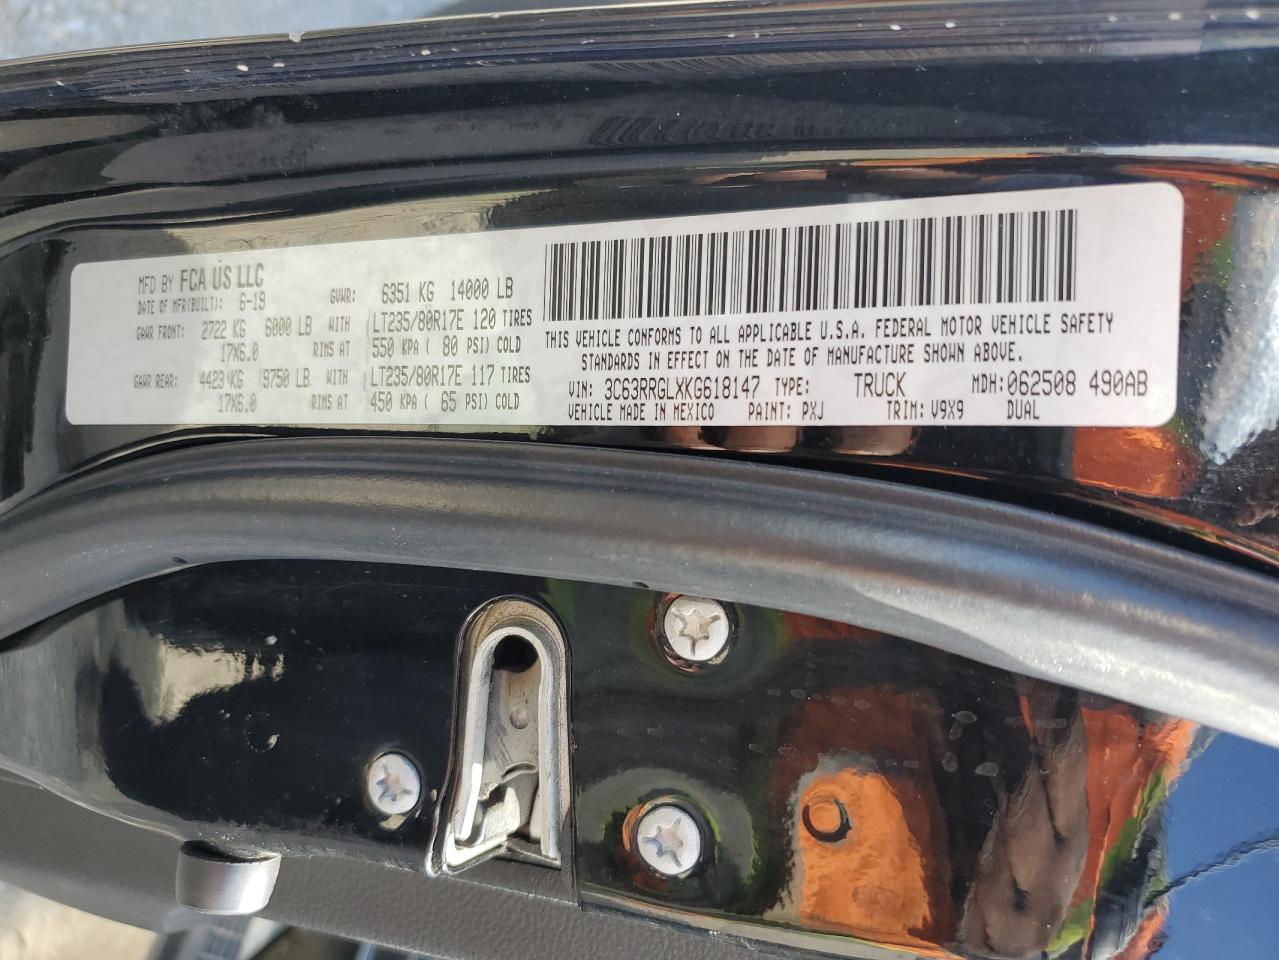 MFD BY FCA US LLC
DATE OF MFR(BUILT): 6-19 GVWR: 6351 KG 14000 LB
GAWR FRONT: 2722 KG 6000 LB WITH LT235/80R17E 120 TIRES
17X6.0 RIMS AT 550 KPA ( 80 PSI) COLD
GAWR REAR: 4423 KG 9750 LB WITH LT235/80R17E 117 TIRES
17X6.0 RIMS AT 450 KPA ( 65 PSI) COLD
THIS VEHICLE CONFORMS TO ALL APPLICABLE U.S.A. FEDERAL MOTOR VEHICLE SAFETY
STANDARDS IN EFFECT ON THE DATE OF MANUFACTURE SHOWN ABOVE.
VIN: 3C63RRGLXKG618147 TYPE: TRUCK MDH: 062508 490AB
VEHICLE MADE IN MEXICO PAINT: PXJ TRIM: V9X9 DUAL